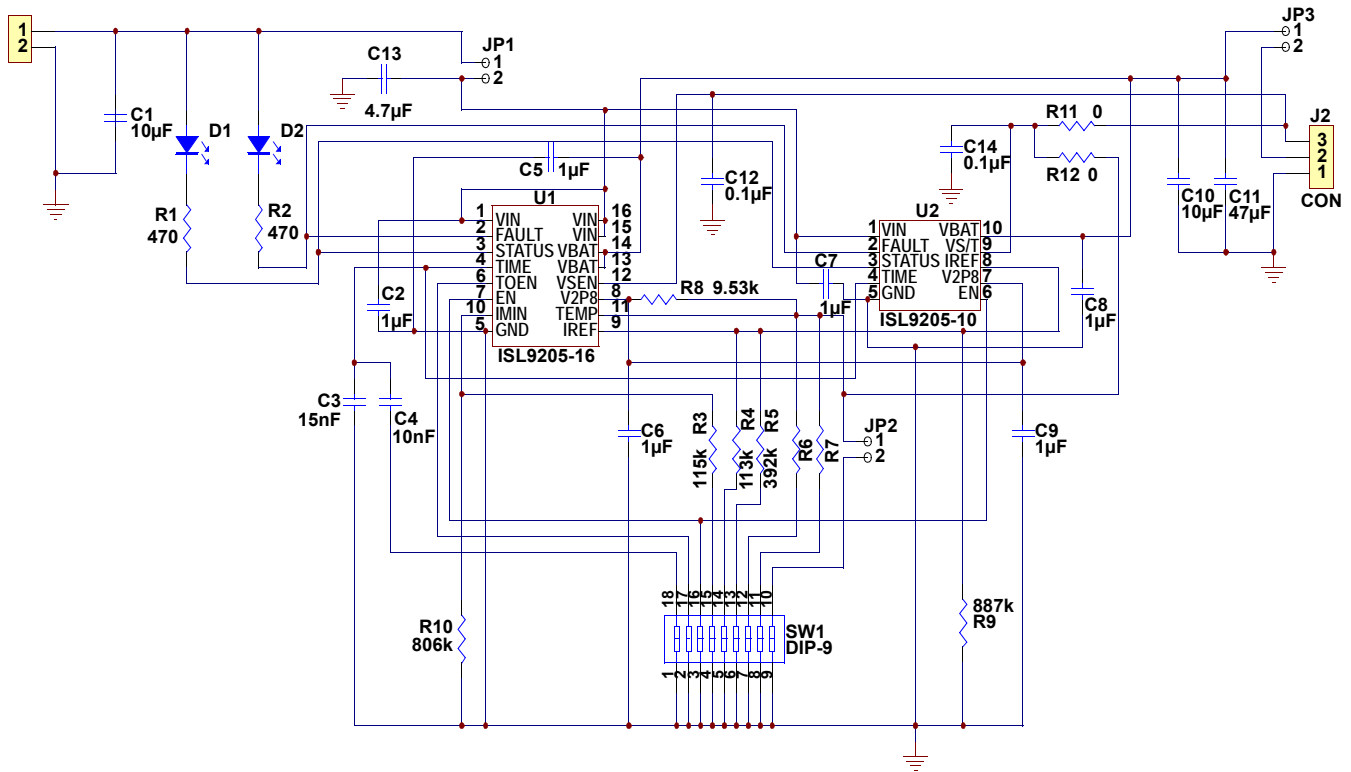 1
2
C1
10µF
D1
D2
R1
470
R2
470
C13
4.7µF
JP1
1
2
C5
1µF
C12
0.1µF
JP3
1
2
R11 0
R12 0
C14
0.1µF
J2
3
2
1
CON
C10
10µF
C11
47µF
U1
1 VIN VIN 16
2 FAULT VIN 15
3 STATUS VBAT 14
4 TIME VBAT 13
6 TOEN VSEN 12
7 EN V2P8 8
10 IMIN TEMP 11
5 GND IREF 9
ISL9205-16
U2
1 VIN VBAT 10
2 FAULT VS/T 9
3 STATUS IREF 8
4 TIME V2P8 7
5 GND EN 6
ISL9205-10
C2
1µF
C7
1µF
C8
1µF
R8 9.53k
C3
15nF
C4
10nF
C6
1µF
R3
115k
R4
113k
R5
392k
R6
R7
JP2
1
2
C9
1µF
R10
806k
18 17 16 15 14 13 12 11 10
SW1
DIP-9
1 2 3 4 5 6 7 8 9
887k
R9